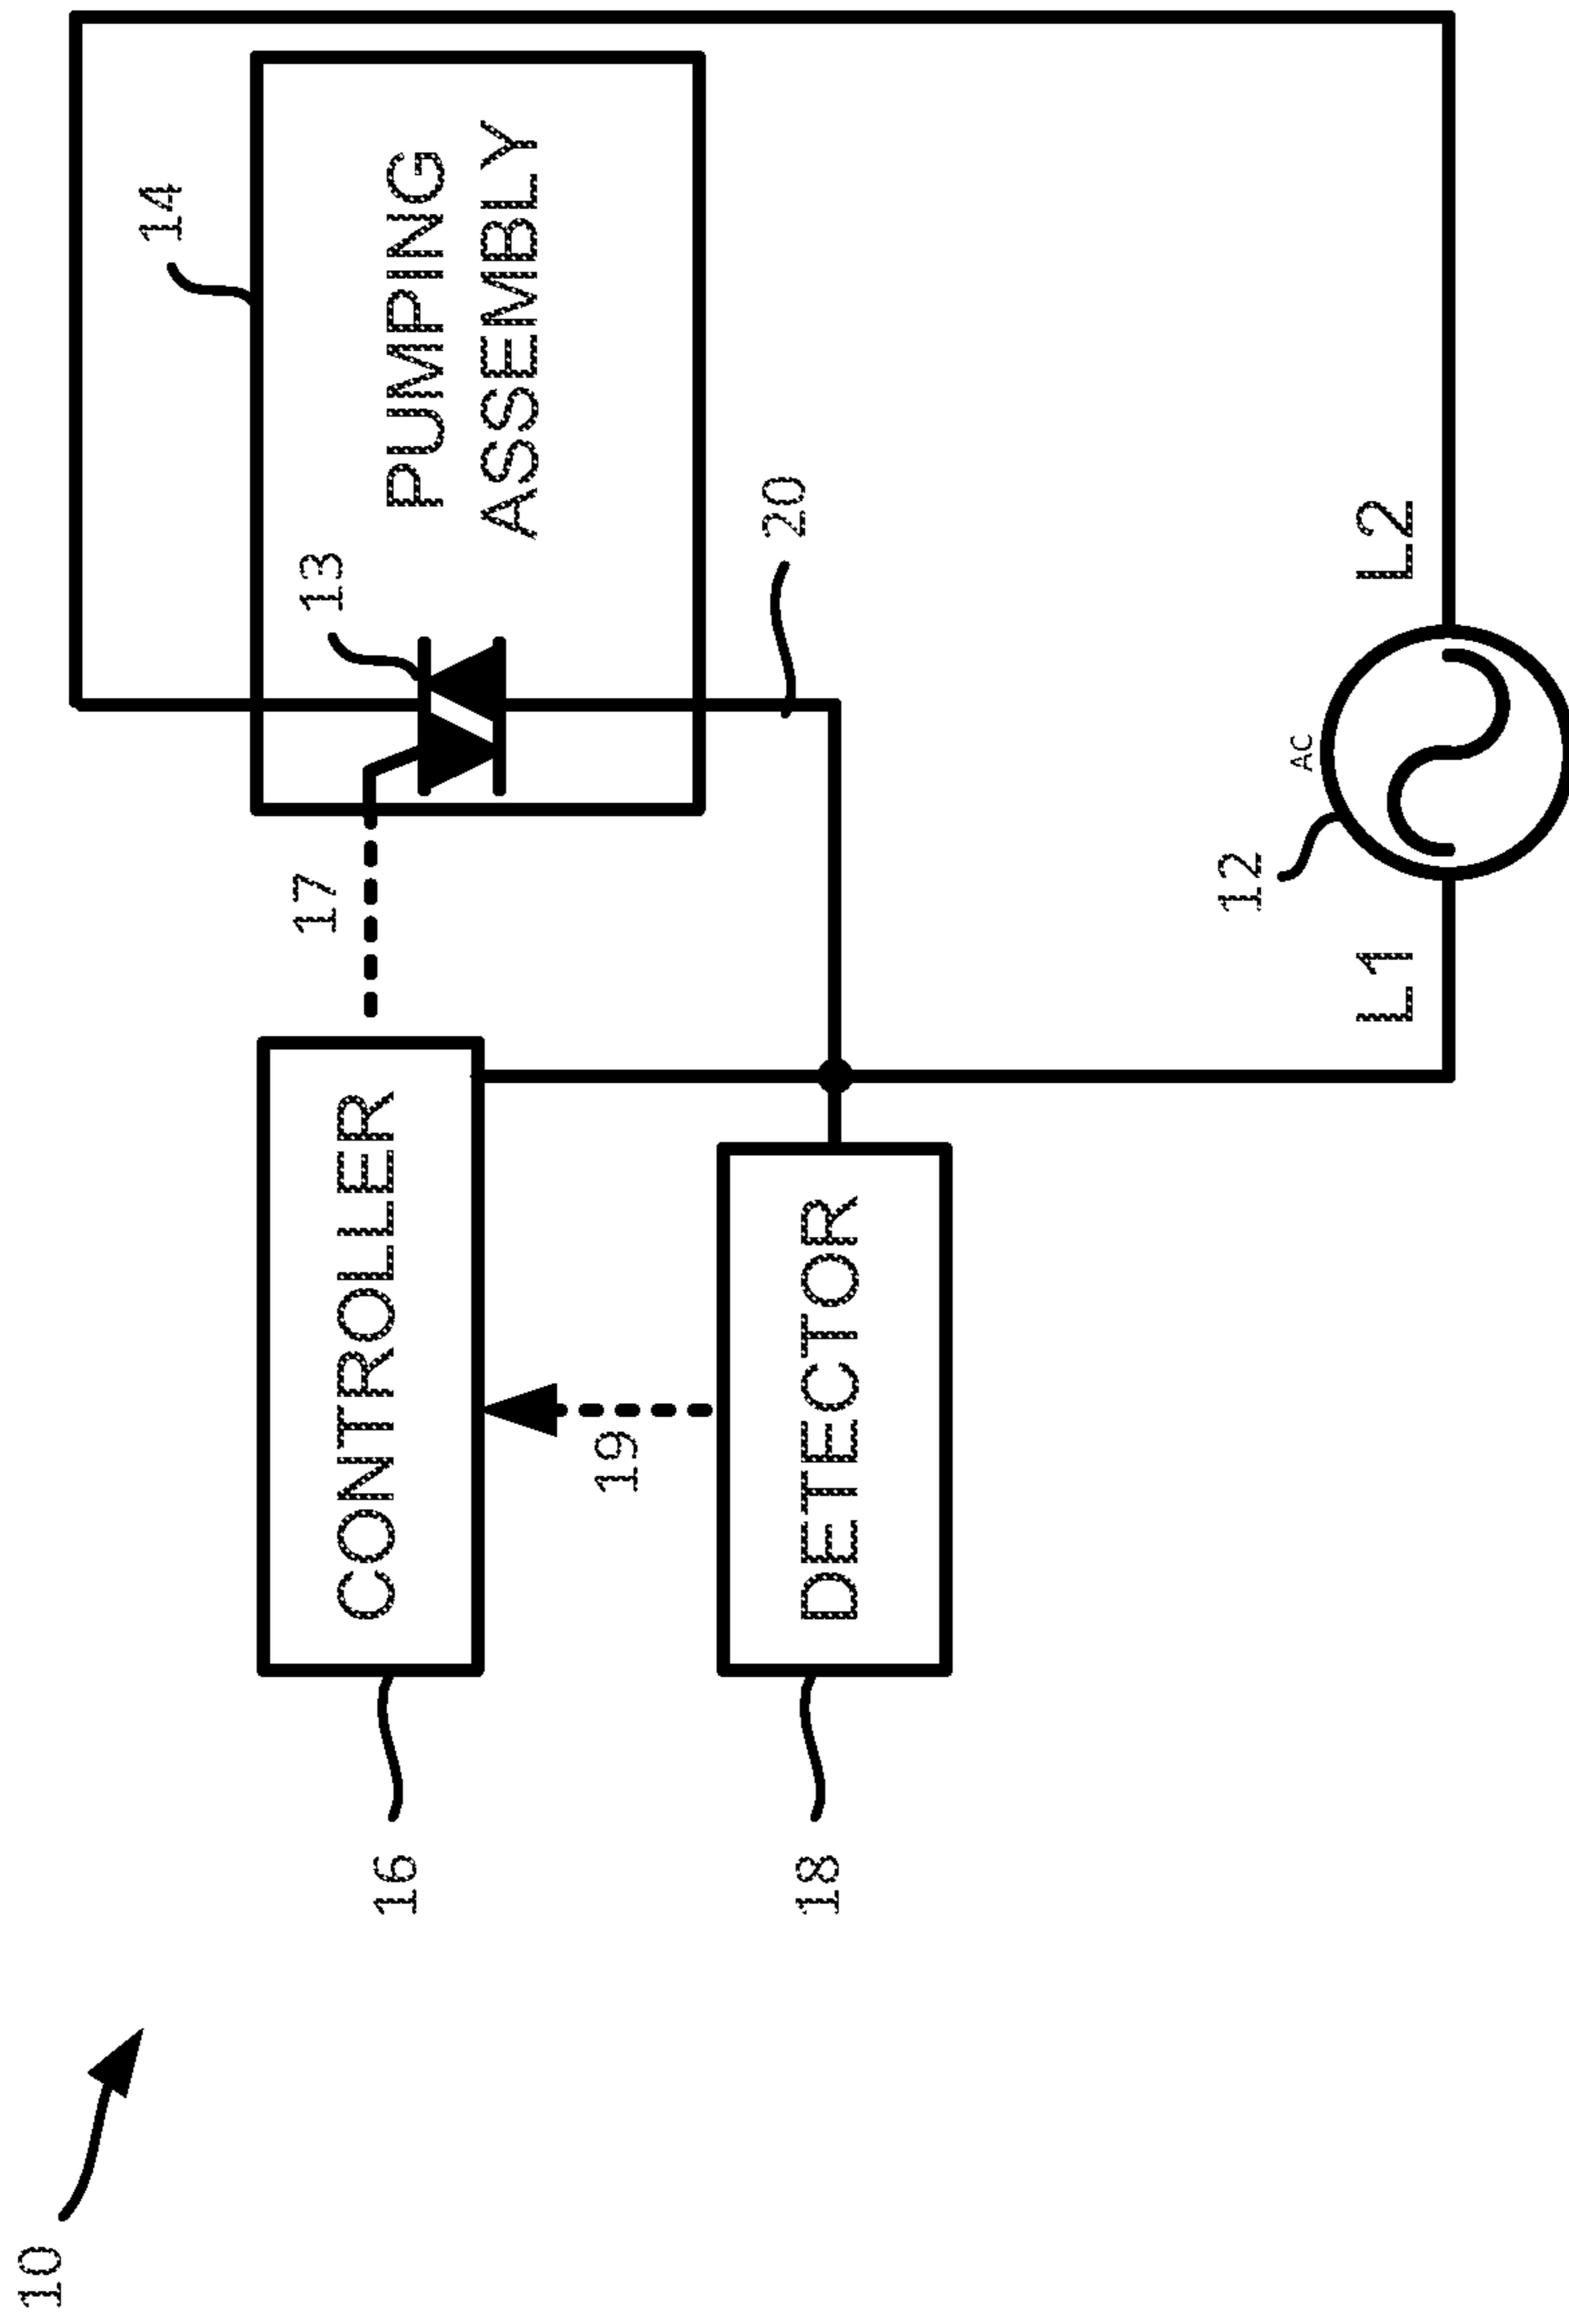 10
16
CONTROLLER
17
13
14
PUMPING
ASSEMBLY
19
18
DETECTOR
20
12
AC
L1
L2